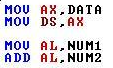 MOV AX,DATA
MOV DS,AX
MOV AL,NUM1
ADD AL,NUM2